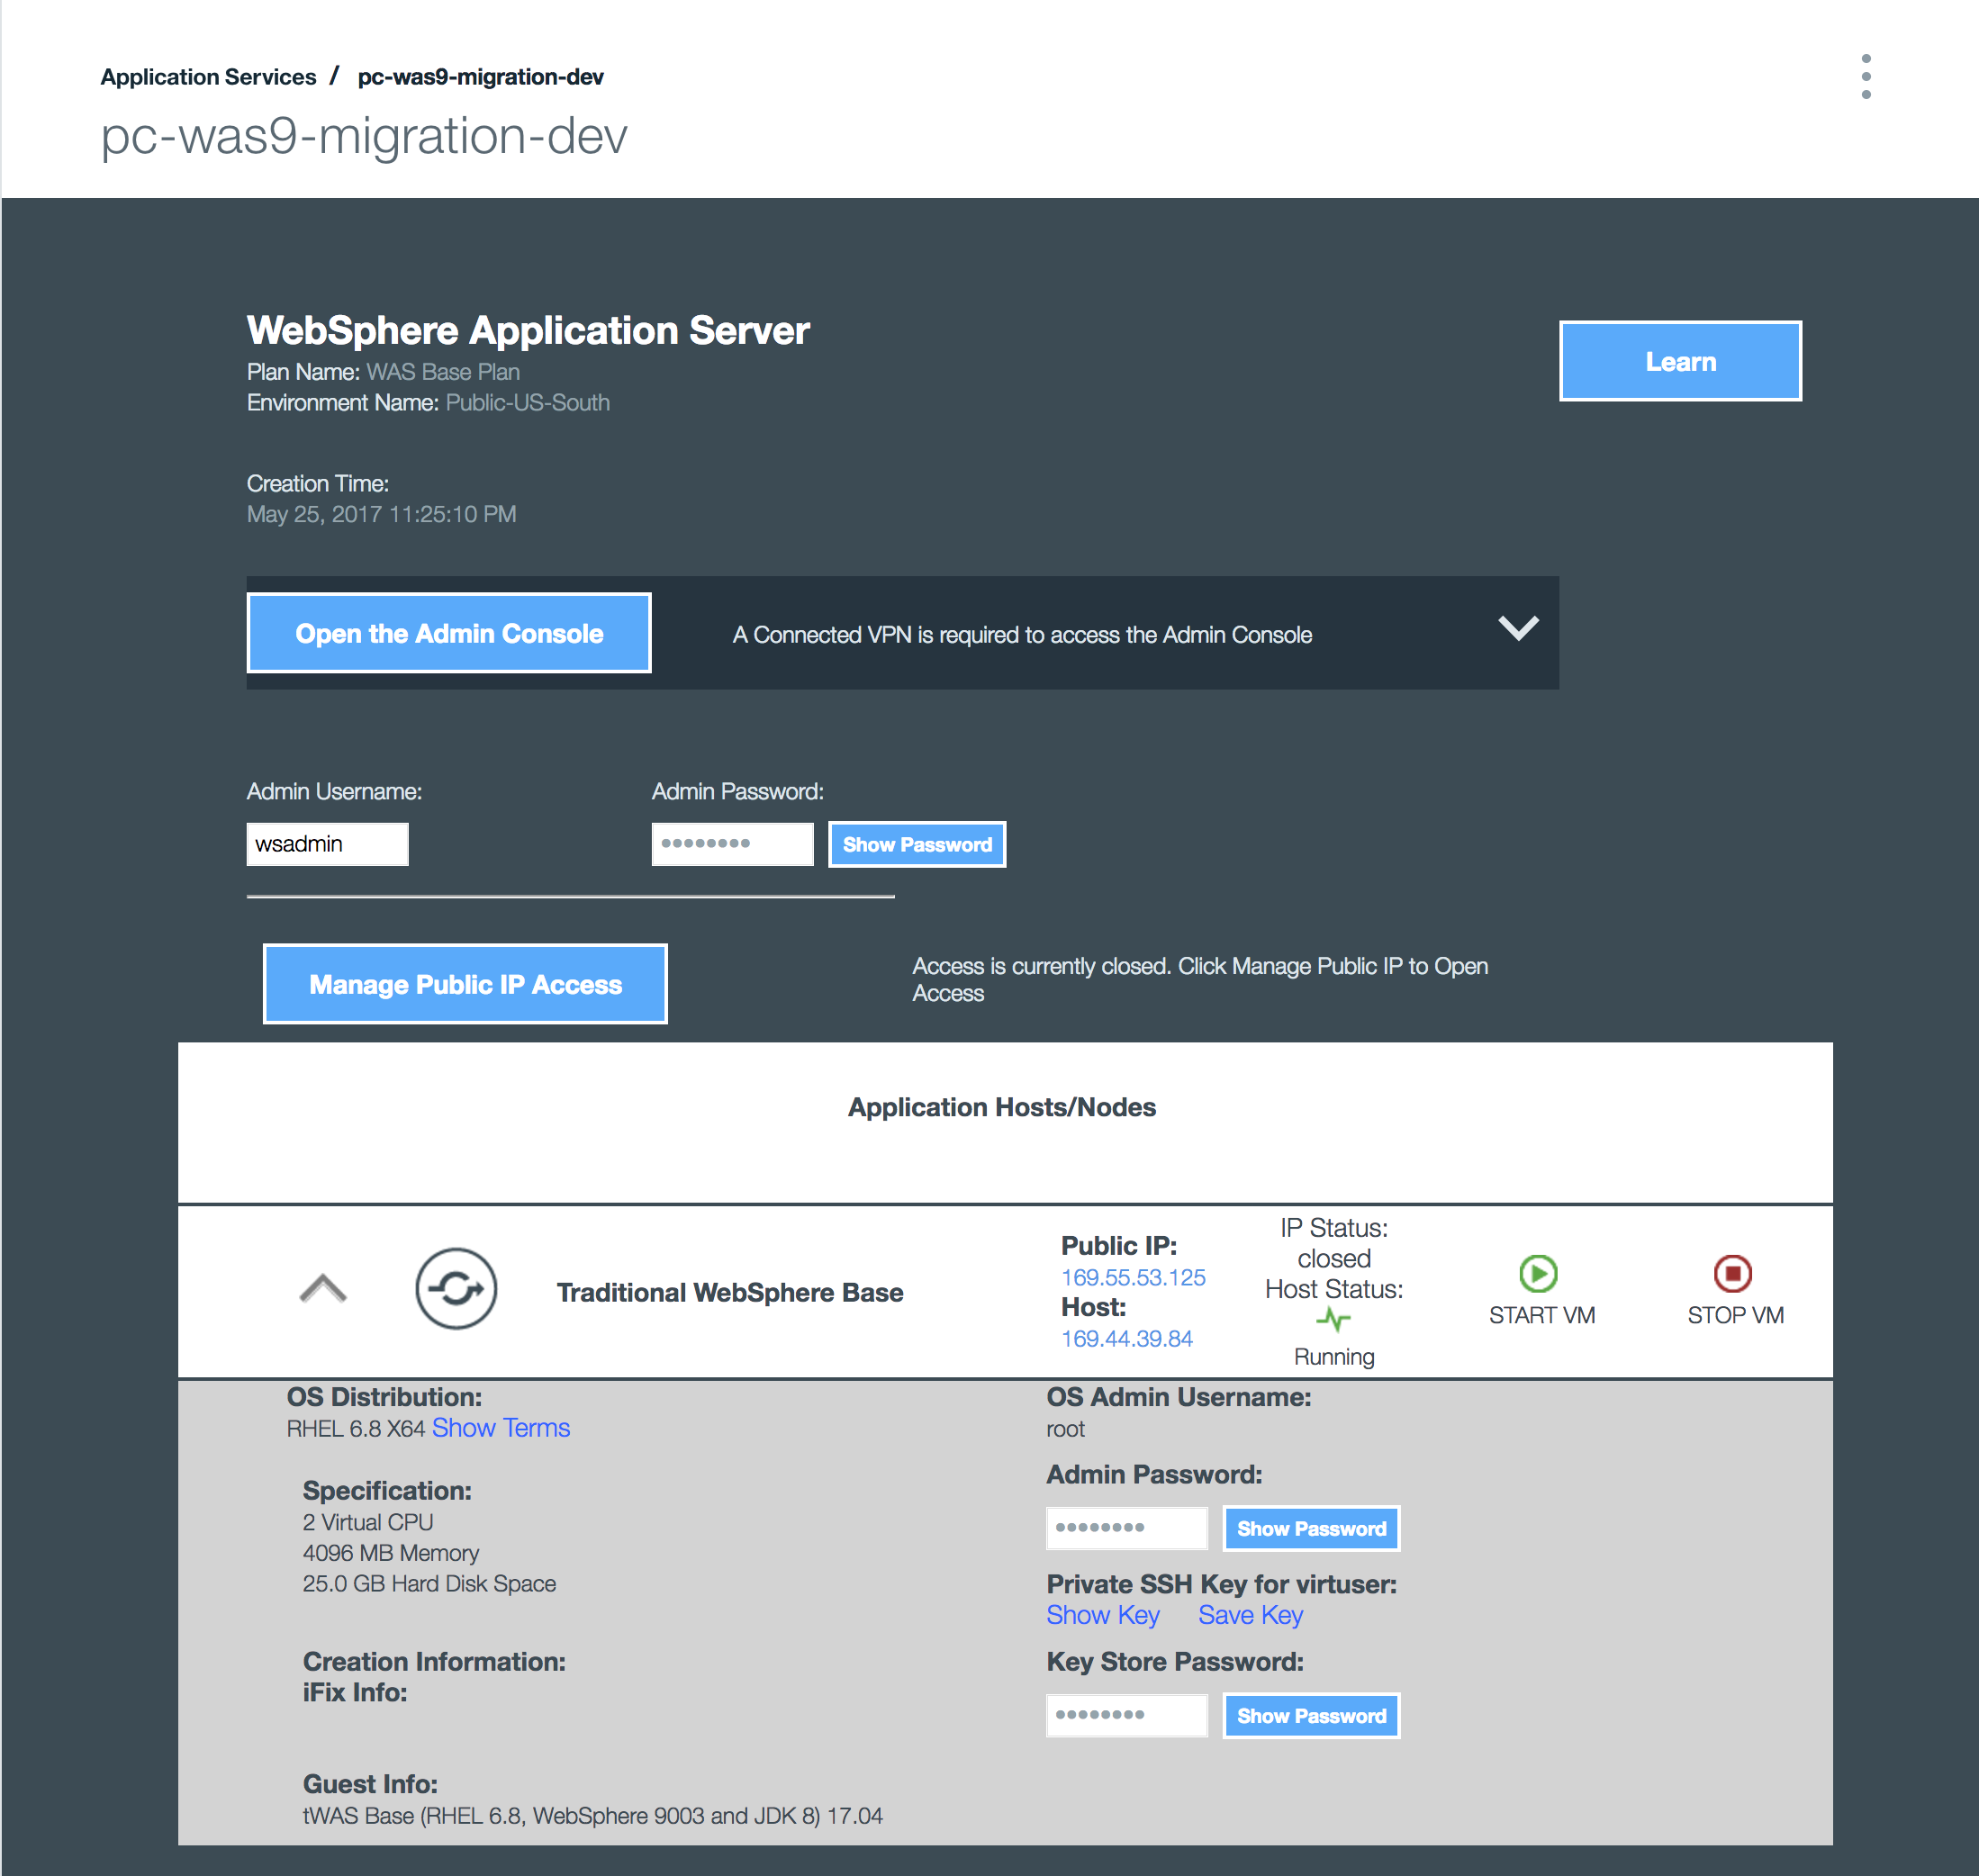 Application Services / pc-was9-migration-dev
pc-was9-migration-dev
WebSphere Application Server
Plan Name: WAS Base Plan
Environment Name: Public-US-South
Learn
Creation Time:
May 25, 2017 11:25:10 PM
Open the Admin Console
A Connected VPN is required to access the Admin Console
Admin Username:
Admin Password:
wsadmin
••••••••
Show Password
Manage Public IP Access
Access is currently closed. Click Manage Public IP to Open
Access
Application Hosts/Nodes
Traditional WebSphere Base
Public IP:
169.55.53.125
Host:
169.44.39.84
IP Status:
closed
Host Status:
Running
START VM
STOP VM
OS Distribution:
RHEL 6.8 X64 Show Terms
Specification:
2 Virtual CPU
4096 MB Memory
25.0 GB Hard Disk Space
Creation Information:
iFix Info:
Guest Info:
tWAS Base (RHEL 6.8, WebSphere 9003 and JDK 8) 17.04
OS Admin Username:
root
Admin Password:
••••••••
Show Password
Private SSH Key for virtuser:
Show Key Save Key
Key Store Password:
••••••••
Show Password